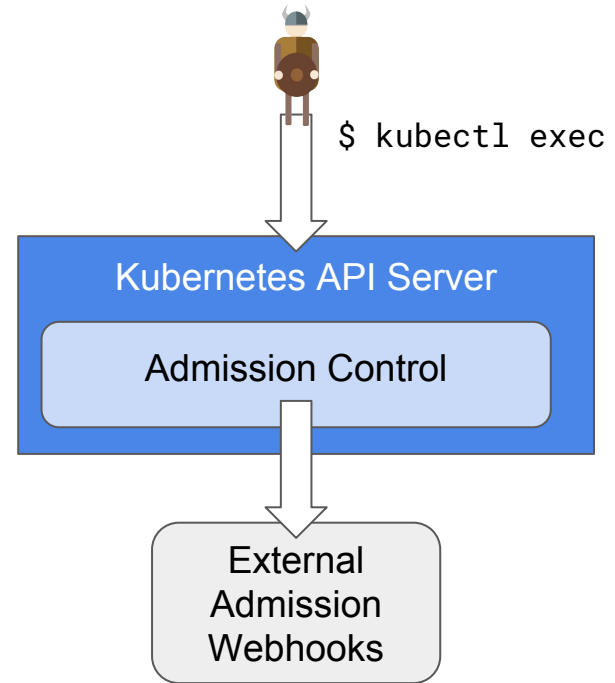 $ kubectl exec
Kubernetes API Server
Admission Control
External
Admission
Webhooks